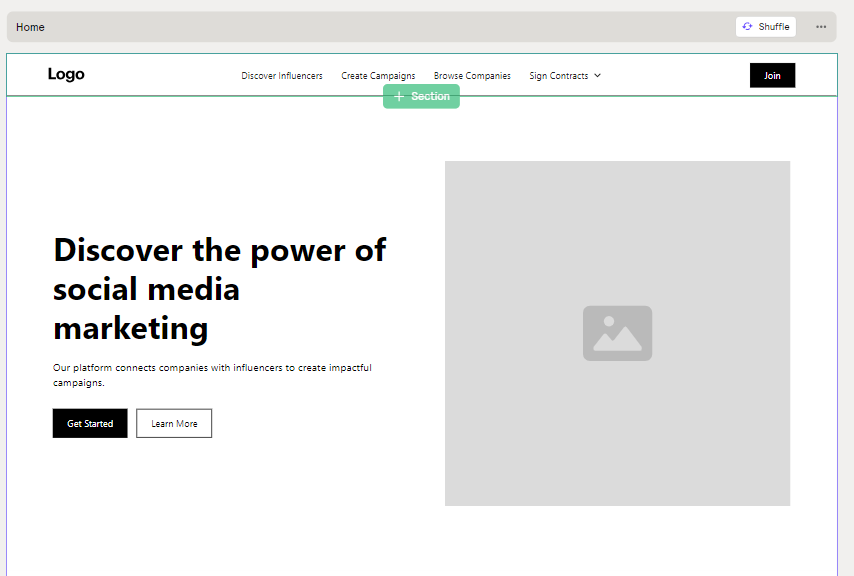 Home
Shuffle
Logo
Discover Influencers
Create Campaigns
Browse Companies
Sign Contracts
Join
+ Section
Discover the power of
social media
marketing
Our platform connects companies with influencers to create impactful
campaigns.
Get Started
Learn More